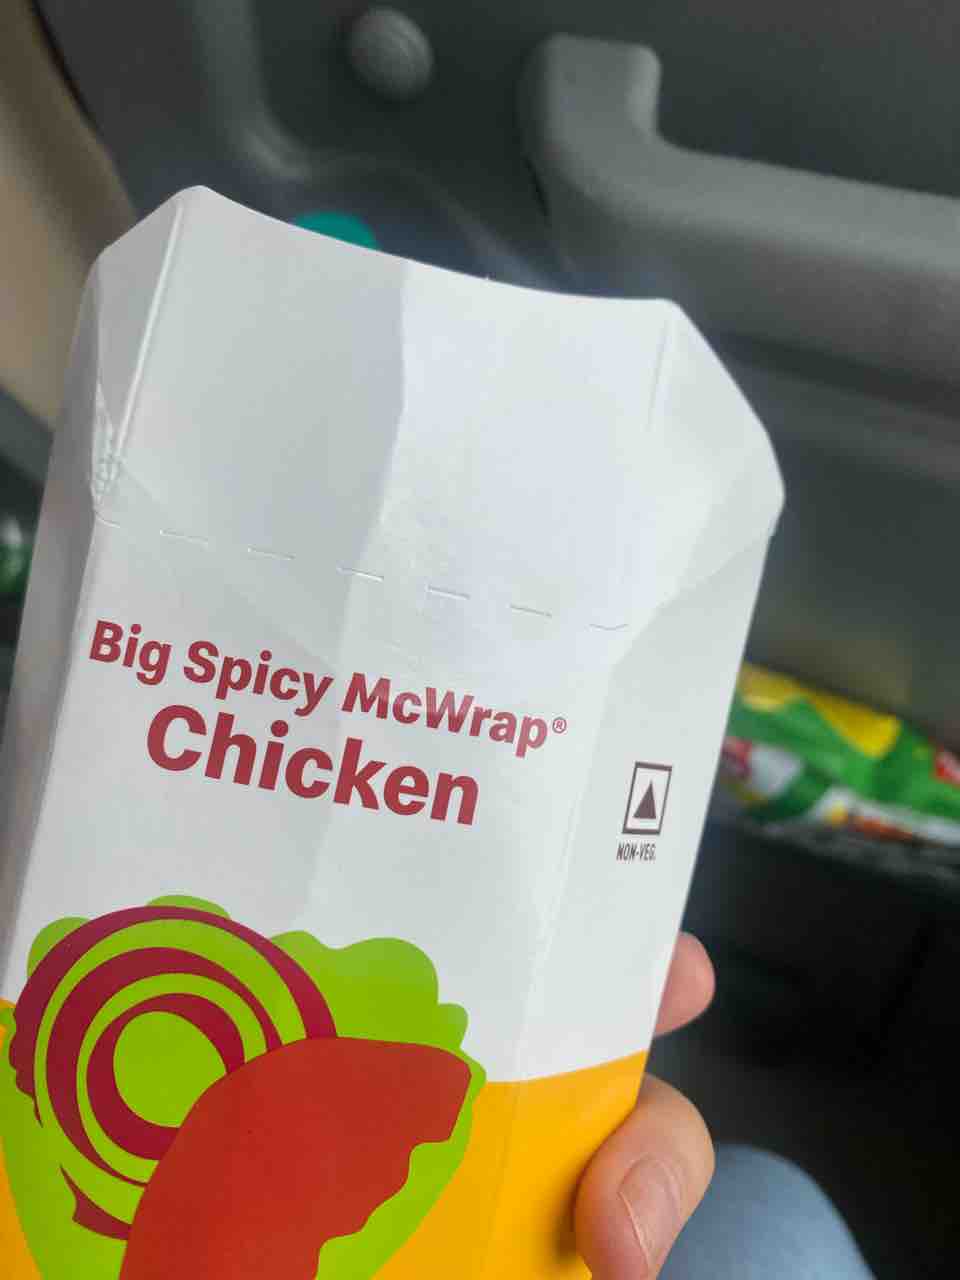 Big Spicy McWrap®
Chicken
NON-VEG.